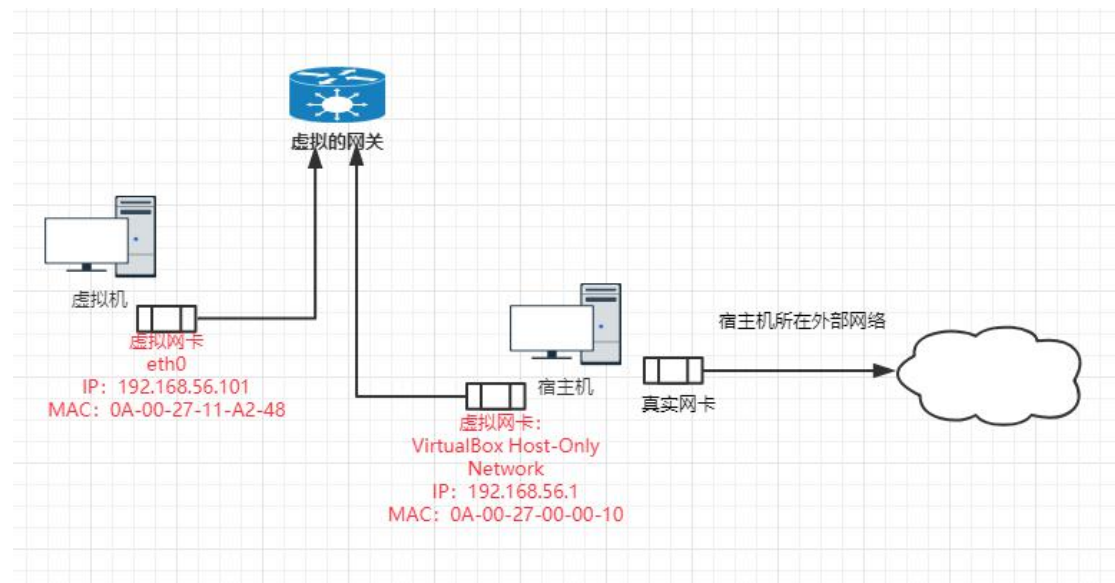 虚拟的网关
虚拟机
虚拟网卡
eth0
IP：192.168.56.101
MAC：0A-00-27-11-A2-48
宿主机
虚拟网卡：
VirtualBox Host-Only
Network
IP：192.168.56.1
MAC：0A-00-27-00-00-10
真实网卡
宿主机所在外部网络